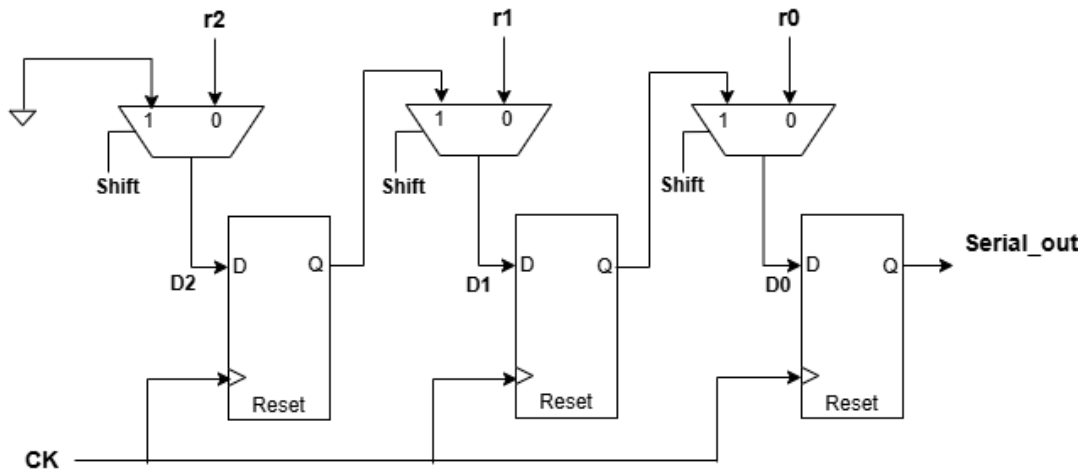 r2 r1 r0
1 0 1 0 1 0
Shift Shift Shift
D Q D Q D Q Serial_out
D2 D1 D0
Reset Reset Reset
CK